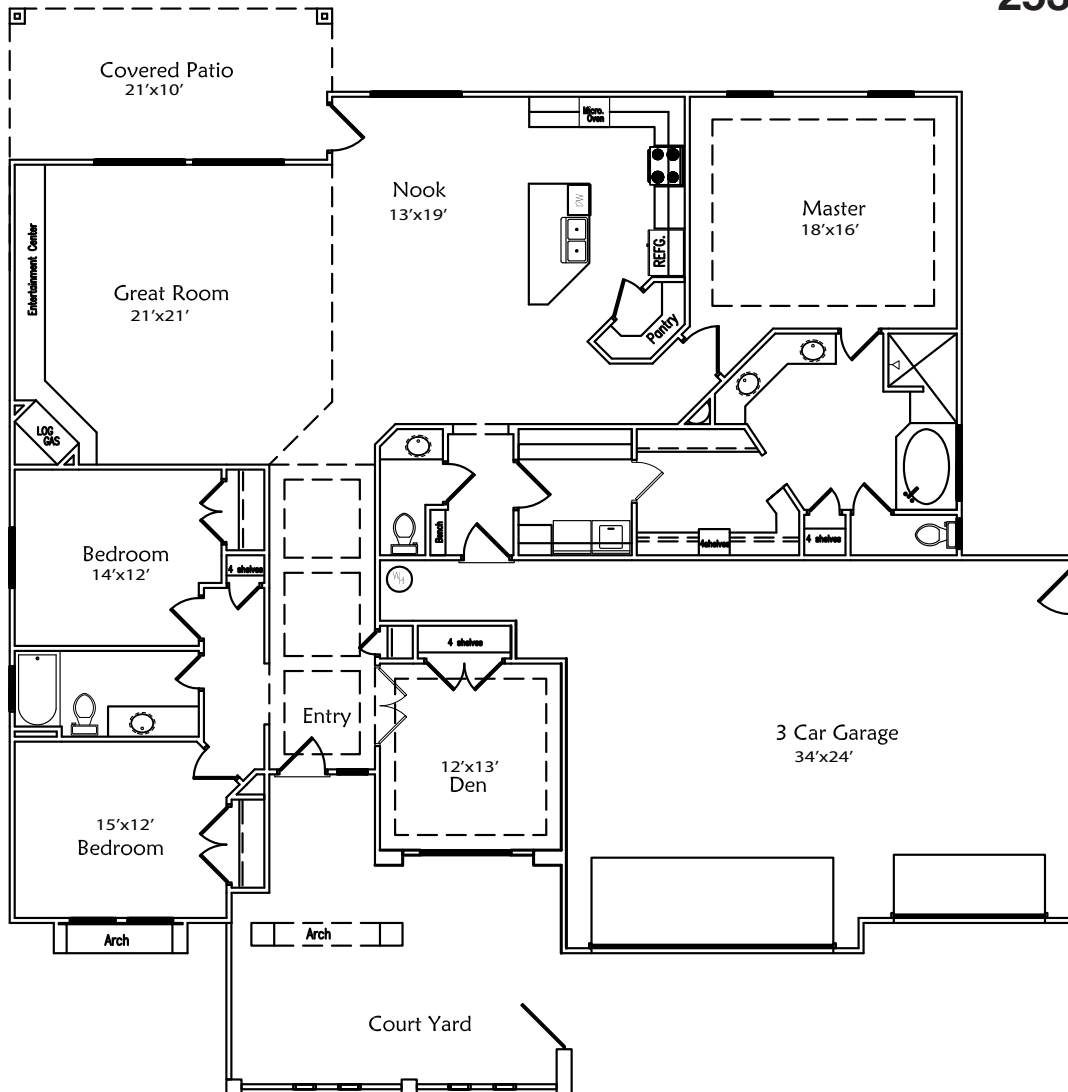 253
Covered Patio
21'x10'
Micro.
Oven
Nook
13'x19'
DW
REFG.
Master
18'x16'
Entertainment Center
Great Room
21'x21'
Pantry
LOG
GAS
Bench
4shelves
4 shelves
Bedroom
14'x12'
4 shelves
WH
4 shelves
Entry
3 Car Garage
34'x24'
12'x13'
Den
15'x12'
Bedroom
Arch
Arch
Court Yard